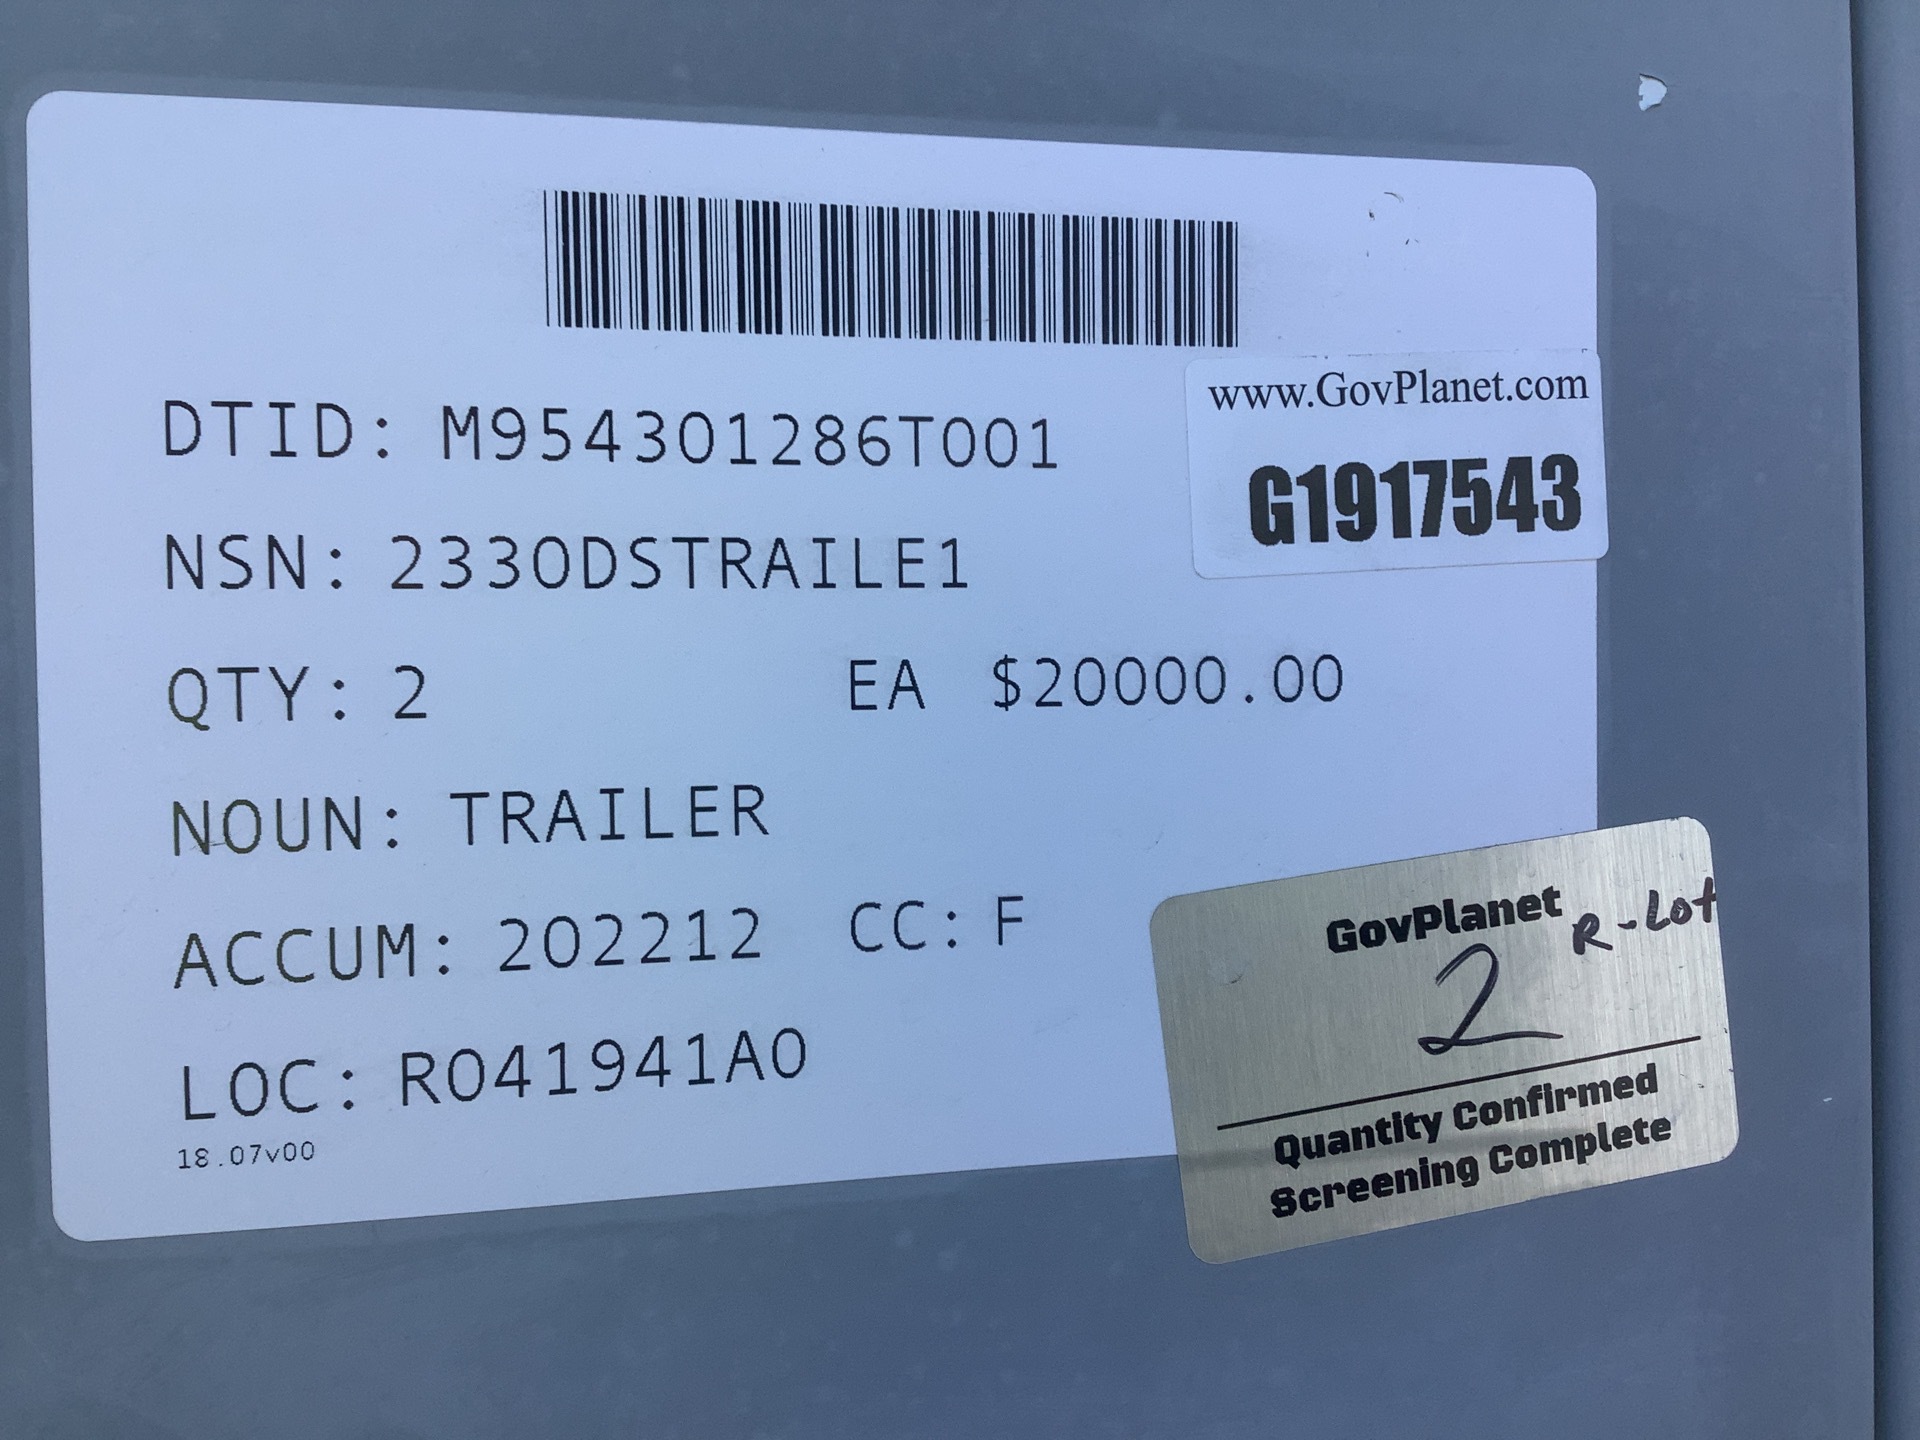 DTID: M954301286T001
www.GovPlanet.com
G1917543
NSN: 2330DSTRAILE1
QTY: 2 EA $20000.00
NOUN: TRAILER
ACCUM: 202212 CC: F
LOC: R041941A0
18.07v00
GovPlanet R-Lot
2
Quantity Confirmed
Screening Complete